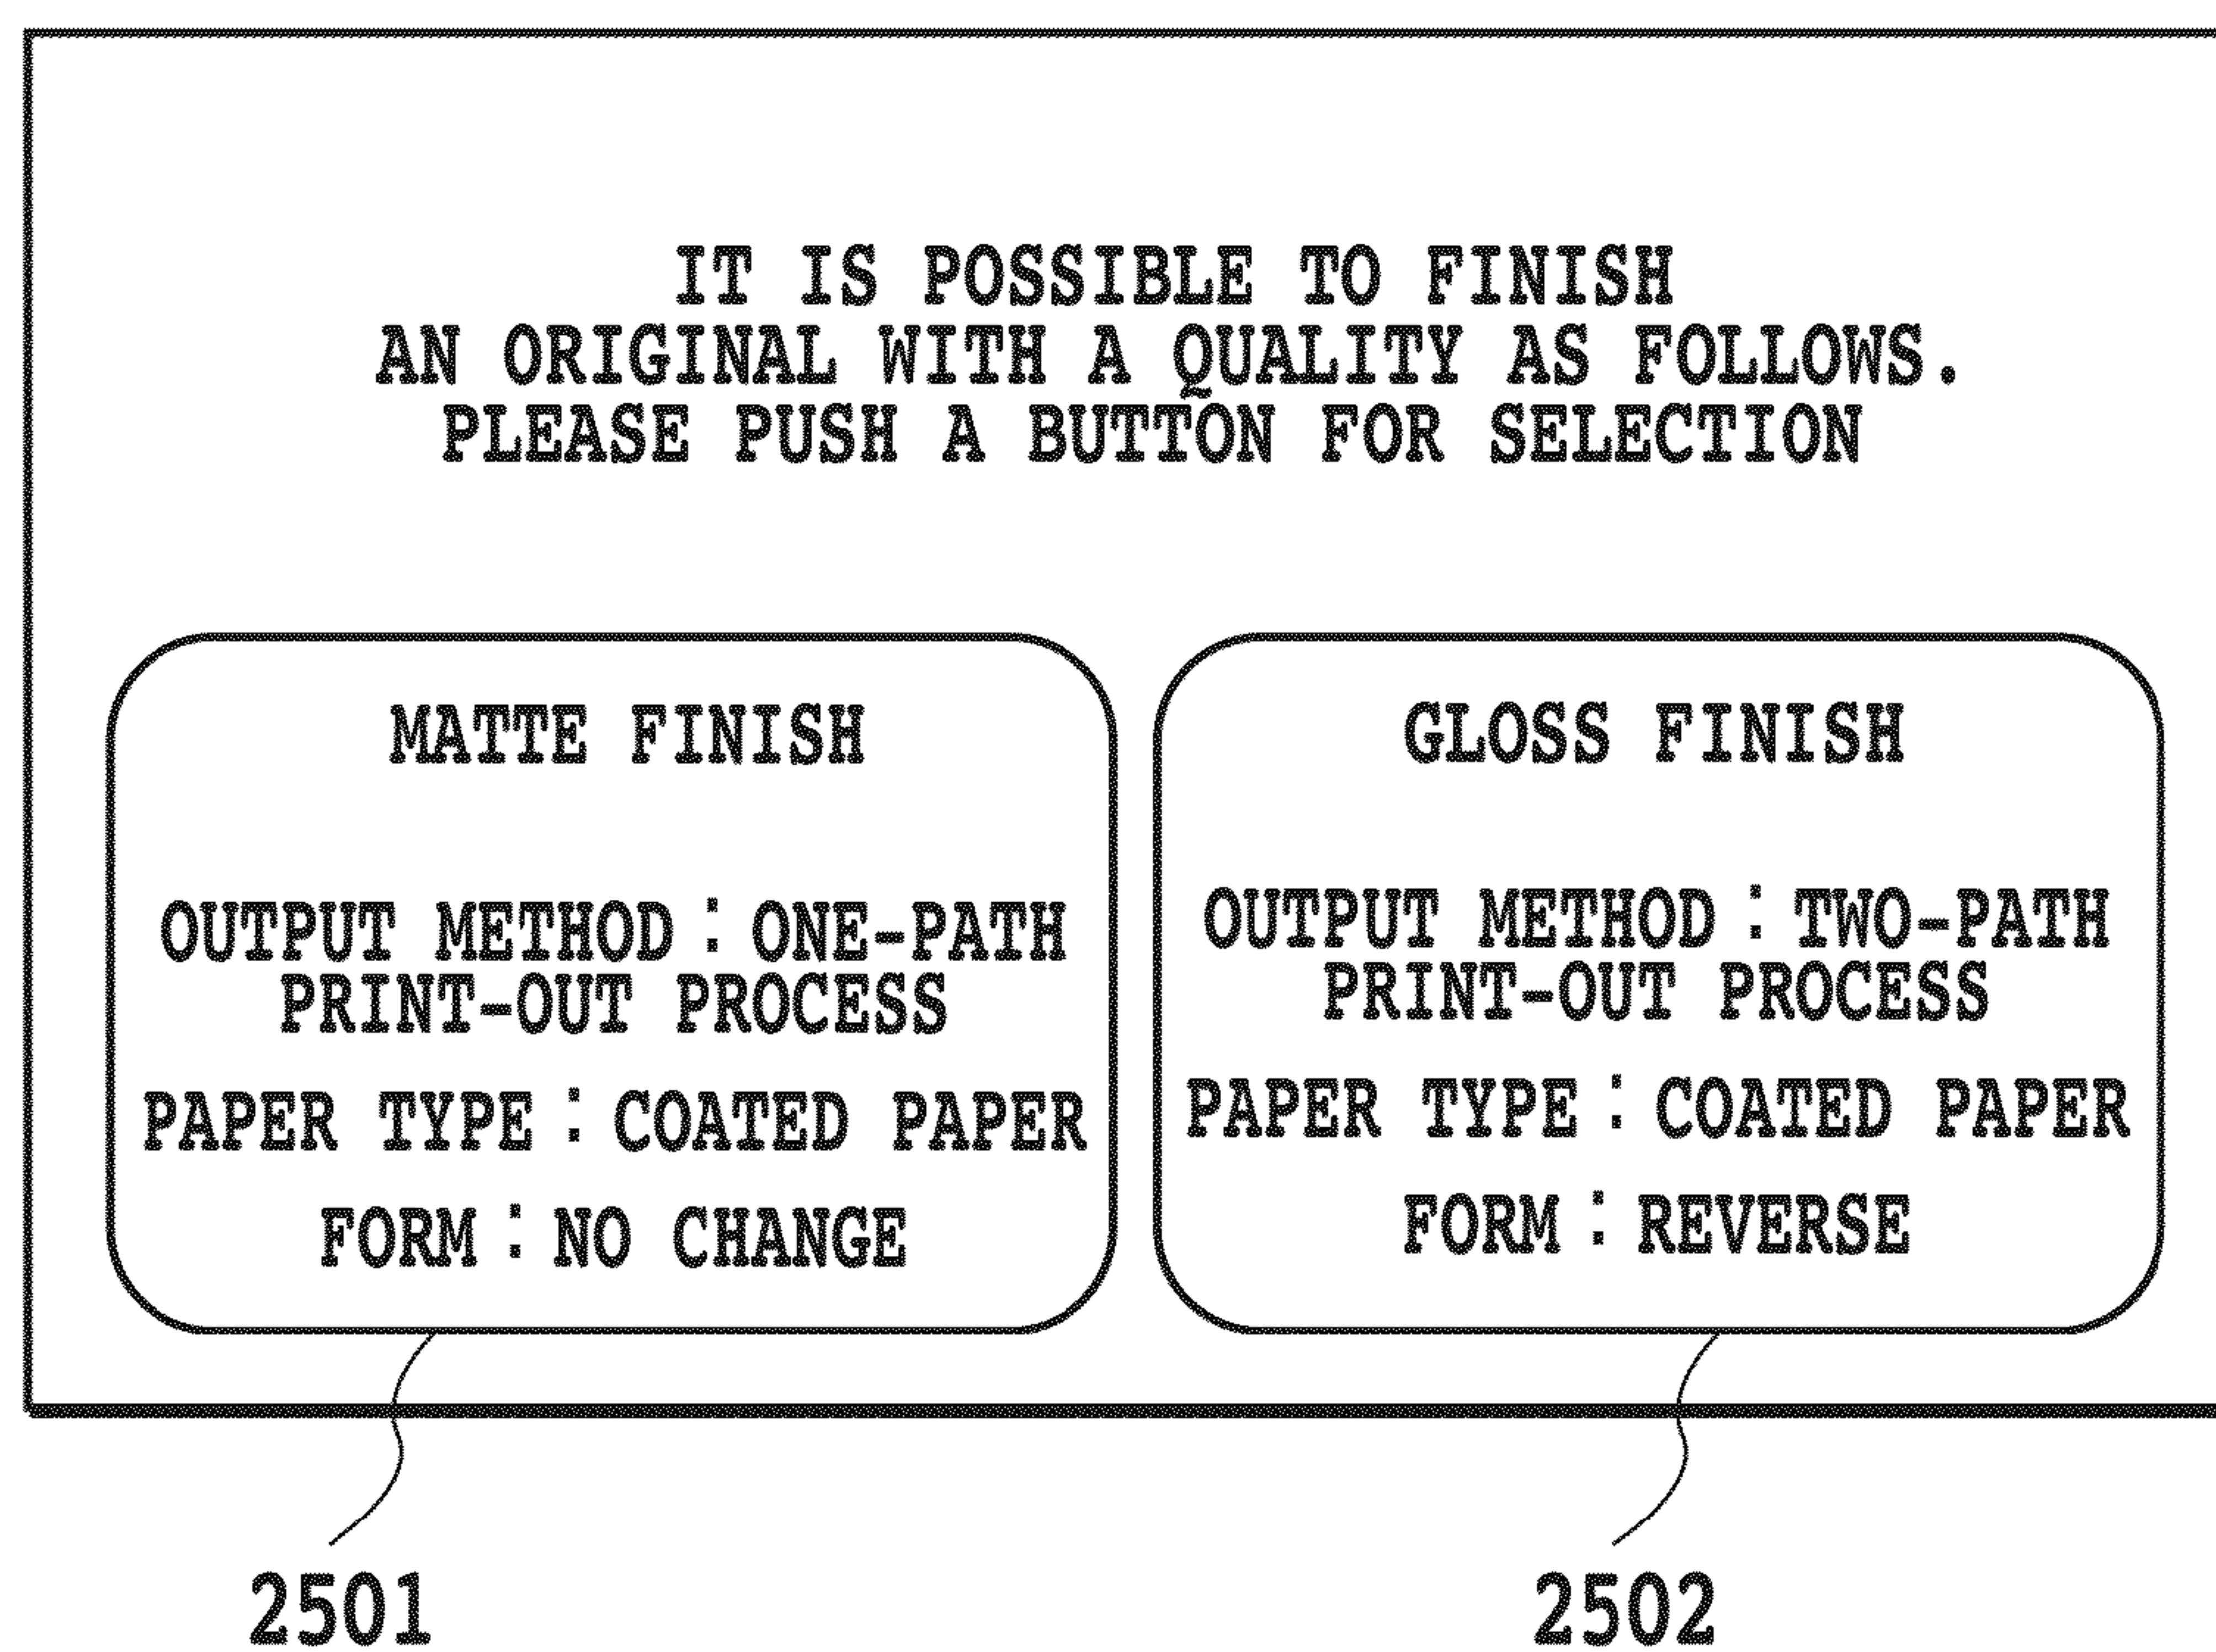 IT IS POSSIBLE TO FINISH
AN ORIGINAL WITH A QUALITY AS FOLLOWS.
PLEASE PUSH A BUTTON FOR SELECTION
MATTE FINISH
OUTPUT METHOD : ONE-PATH
PRINT-OUT PROCESS
PAPER TYPE : COATED PAPER
FORM : NO CHANGE
GLOSS FINISH
OUTPUT METHOD : TWO-PATH
PRINT-OUT PROCESS
PAPER TYPE : COATED PAPER
FORM : REVERSE
2501
2502